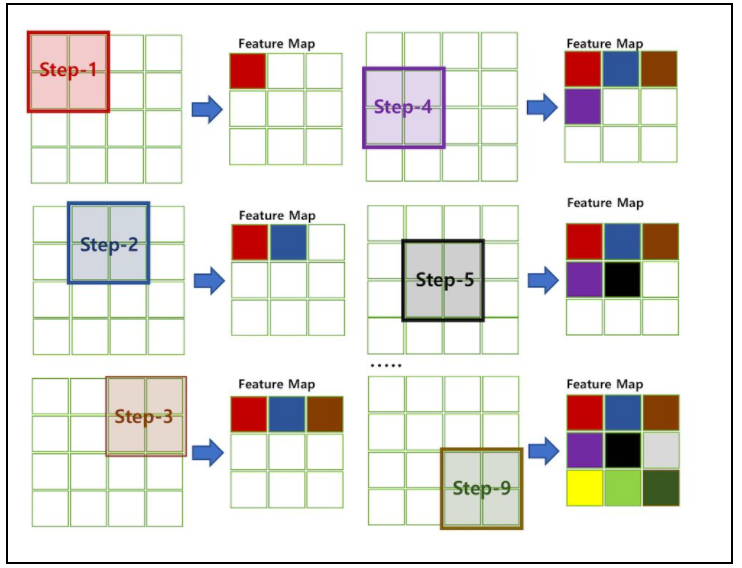 Step-1
Feature Map
Step-2
Feature Map
Step-3
Feature Map
Step-4
Feature Map
Step-5
Feature Map
.....
Step-9
Feature Map